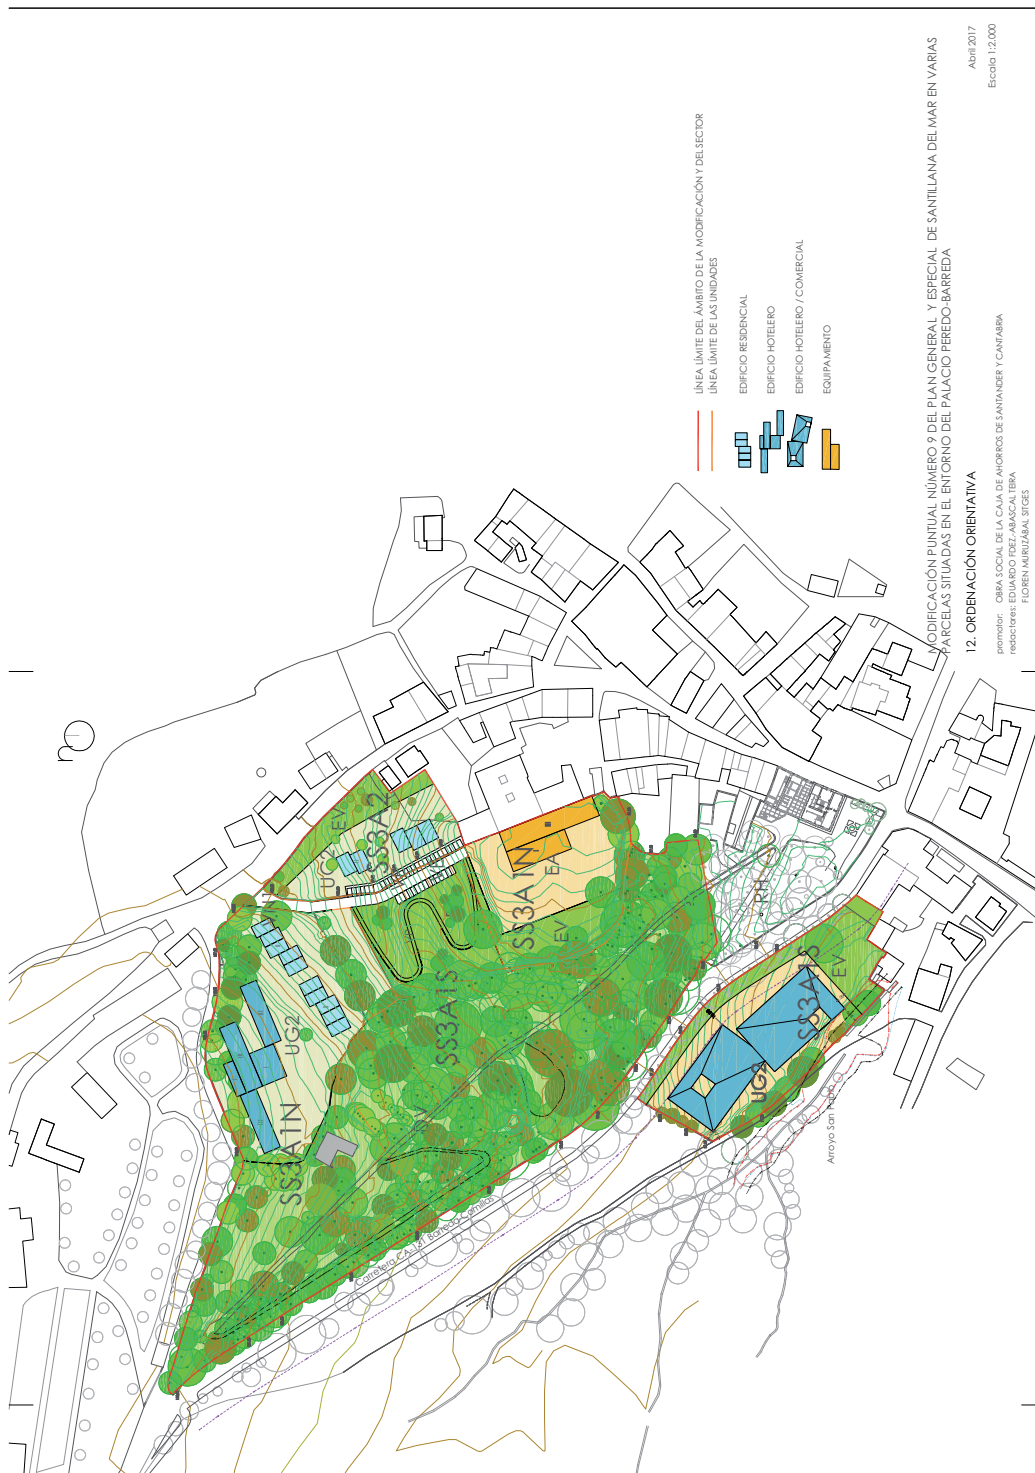 MODIFICACIÓN PUNTUAL NÚMERO 9 DEL PLAN GENERAL Y ESPECIAL DE SANTILLANA DEL MAR EN VARIAS
PARCELAS SITUADAS EN EL ENTORNO DEL PALACIO PEREDO-BARREDA
Abril 2017
Escala 1:2.000
12. ORDENACIÓN ORIENTATIVA
promotor: OBRA SOCIAL DE LA CAJA DE AHORROS DE SANTANDER Y CANTABRIA
redactores: EDUARDO FDEZ.-ABASCAL TEIRA
FLOREN MURUZÁBAL SITGES
LÍNEA LÍMITE DEL ÁMBITO DE LA MODIFICACIÓN Y DEL SECTOR
LÍNEA LÍMITE DE LAS UNIDADES
EDIFICIO RESIDENCIAL
EDIFICIO HOTELERO
EDIFICIO HOTELERO / COMERCIAL
EQUIPAMIENTO
n
SS3A1N
UG2
SS3A2
EV
SS3A1N
EA
EV
SS3A1S
SS3A1S
EV
UG2
Carretera CA-131 Barreda-Comillas
Arroyo San Pablo